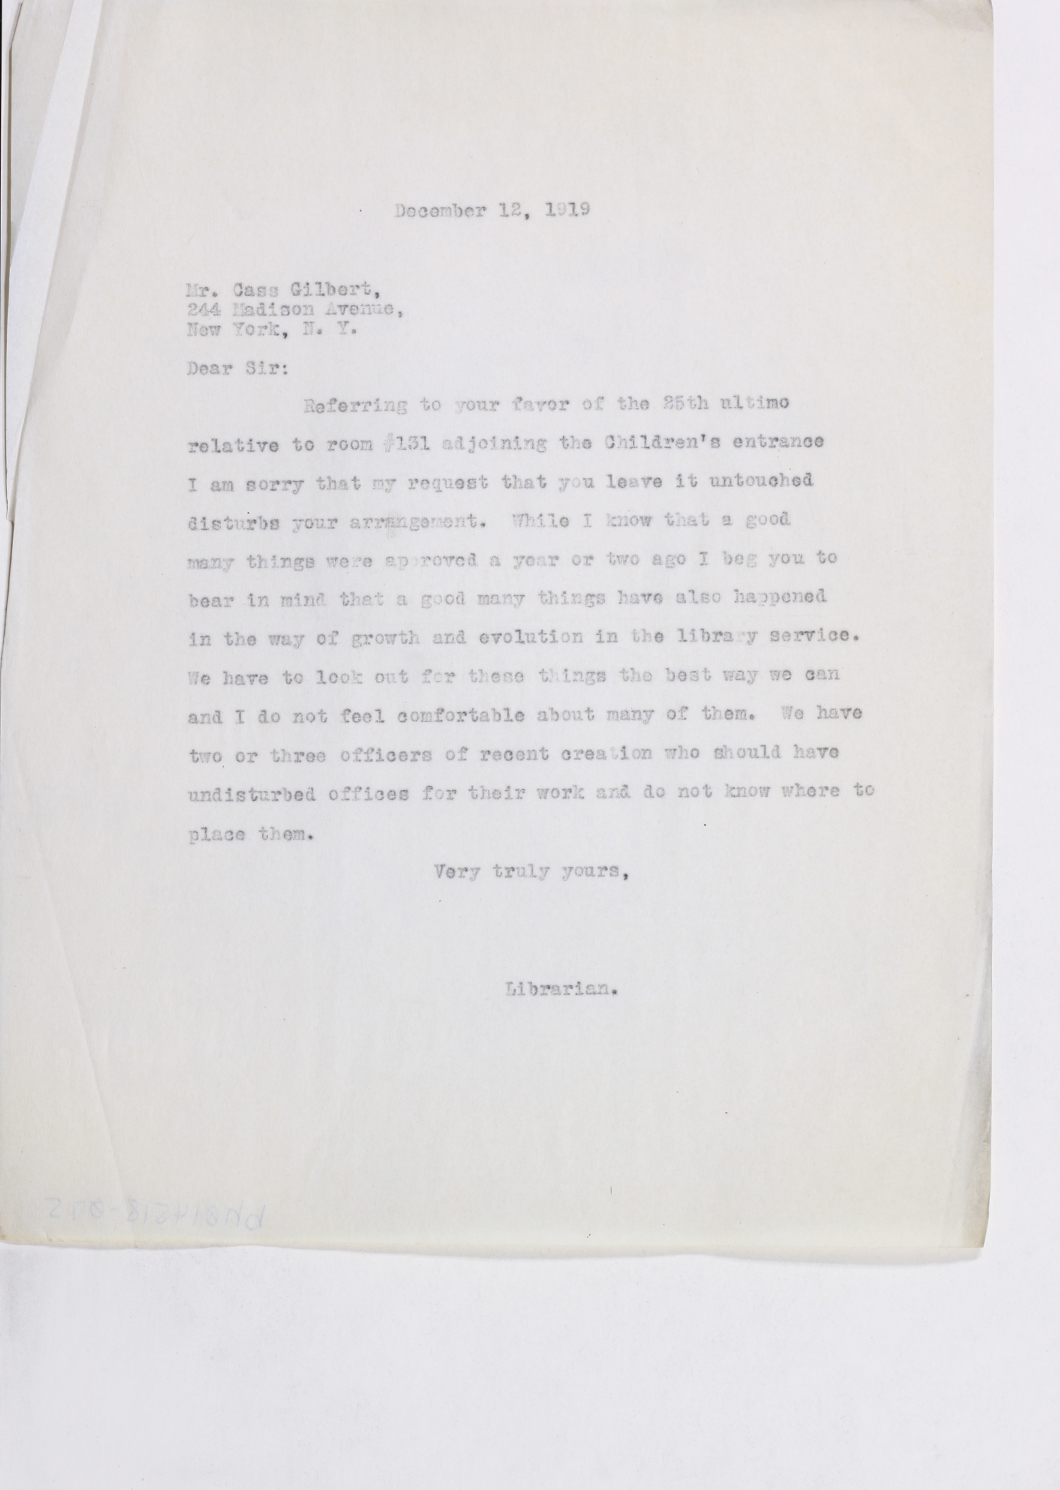 December 12, 1919
Mr. Cass Gilbert,
244 Madison Avenue,
New York, N. Y.
Dear Sir:
Referring to your favor of the 25th ultimo
relative to room #131 adjoining the Children's entrance
I am sorry that my request that you leave it untouched
disturbs your arrangement. While I know that a good
many things were approved a year or two ago I beg you to
bear in mind that a good many things have also happened
in the way of growth and evolution in the library service.
We have to look out for these things the best way we can
and I do not feel comfortable about many of them. We have
two or three officers of recent creation who should have
undisturbed offices for their work and do not know where to
place them.
Very truly yours,
Librarian.